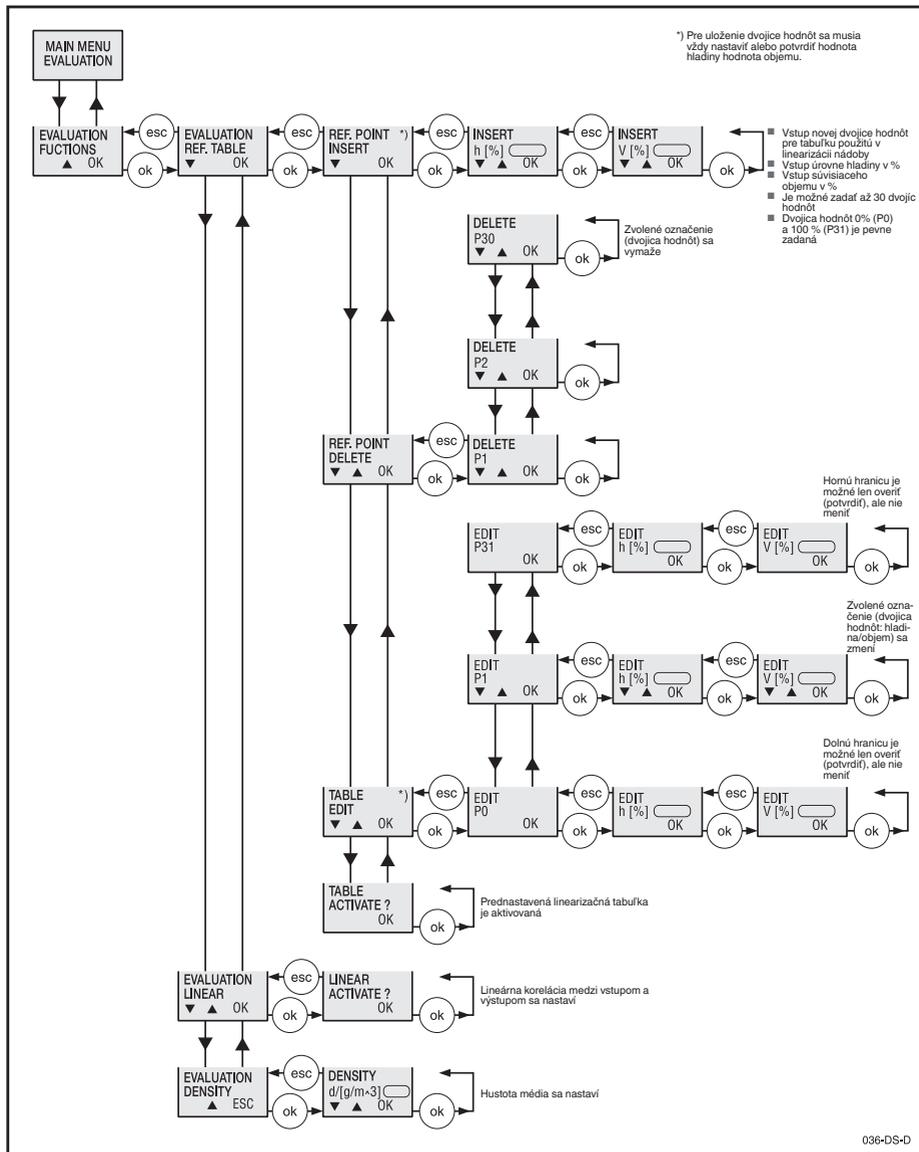 MAIN MENU
EVALUATION
*) Pre uloženie dvojice hodnôt sa musia
vždy nastaviť alebo potvrdiť hodnota
hladiny hodnota objemu.
EVALUATION
FUCTIONS
▲ OK
esc
ok
EVALUATION
REF. TABLE
▼ OK
esc
ok
REF. POINT *)
INSERT
▼ OK
esc
ok
INSERT
h [%]
▼ ▲ OK
esc
ok
INSERT
V [%]
▼ ▲ OK
ok
■ Vstup novej dvojice hodnôt
pre tabuľku použitú v
linearizácii nádoby
■ Vstup úrovne hladiny v %
■ Vstup súvisiaceho
objemu v %
■ Je možné zadať až 30 dvojíc
hodnôt
■ Dvojica hodnôt 0% (P0)
a 100 % (P31) je pevne
zadaná
DELETE
P30
▼ ▲ OK
ok
Zvolené označenie
(dvojica hodnôt) sa
vymaže
DELETE
P2
▼ ▲ OK
ok
REF. POINT
DELETE
▼ ▲ OK
esc
ok
DELETE
P1
▼ ▲ OK
ok
Hornú hranicu je
možné len overiť
(potvrdiť), ale nie
meniť
EDIT
P31
OK
esc
ok
EDIT
h [%]
OK
esc
ok
EDIT
V [%]
OK
ok
Zvolené ozna-
čenie (dvojica
hodnôt: hladi-
na/objem) sa
zmení
EDIT
P1
▼ ▲ OK
esc
ok
EDIT
h [%]
▼ ▲ OK
esc
ok
EDIT
V [%]
▼ ▲ OK
ok
Dolnú hranicu je
možné len overiť
(potvrdiť), ale nie
meniť
TABLE *)
EDIT
▼ ▲ OK
esc
ok
EDIT
P0
OK
esc
ok
EDIT
h [%]
OK
esc
ok
EDIT
V [%]
OK
ok
TABLE
ACTIVATE ?
OK
ok
Prednastavená linearizačná tabuľka
je aktivovaná
EVALUATION
LINEAR
▼ ▲ OK
esc
ok
LINEAR
ACTIVATE ?
OK
ok
Lineárna korelácia medzi vstupom a
výstupom sa nastaví
EVALUATION
DENSITY
▲ ESC
esc
ok
DENSITY
d/[g/m^3]
▼ ▲ OK
ok
Hustota média sa nastaví
036-DS-D